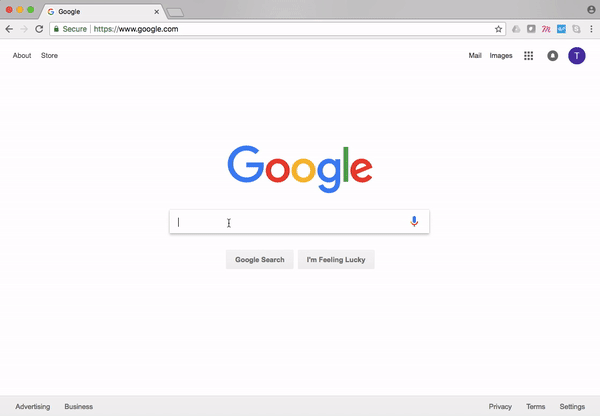 Google
Secure https://www.google.com
About Store Mail Images T
Google
Google Search I'm Feeling Lucky
Advertising Business Privacy Terms Settings